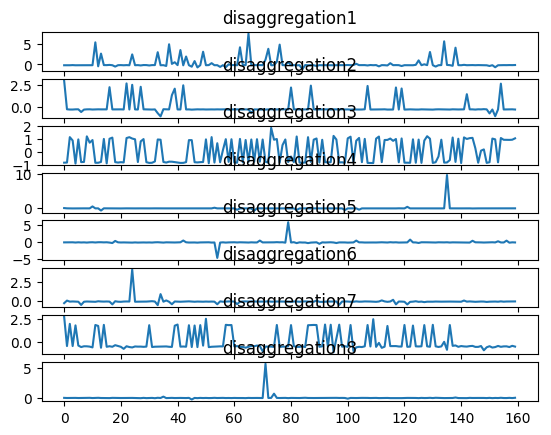 disaggregation1
5
0
disaggregation2
2.5
0.0
disaggregation3
2
1
0
−1
disaggregation4
10
0
disaggregation5
5
0
−5
disaggregation6
2.5
0.0
disaggregation7
2.5
0.0
disaggregation8
5
0
0 20 40 60 80 100 120 140 160